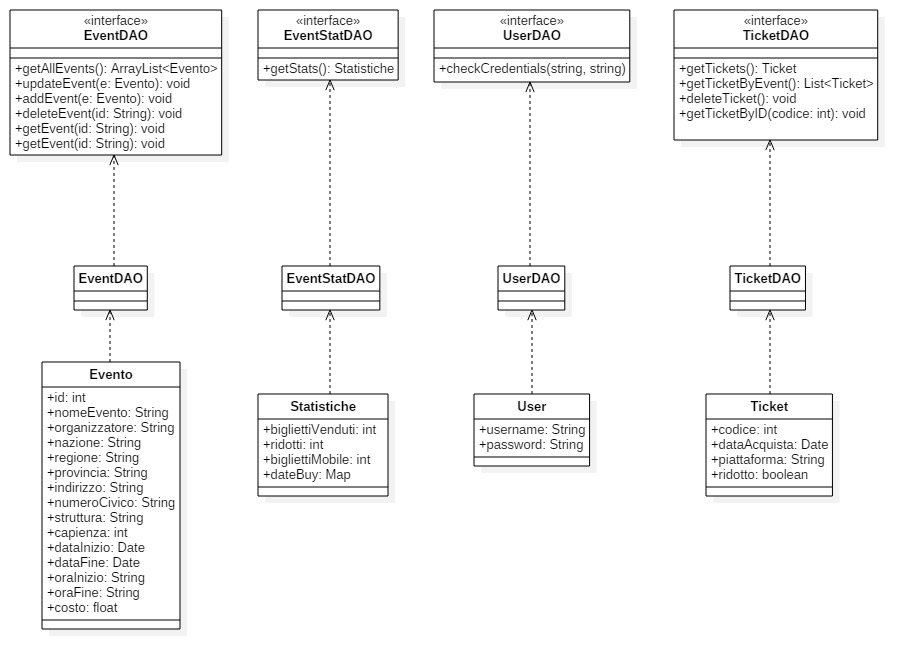 «interface»
EventDAO
+getAllEvents(): ArrayList<Evento>
+updateEvent(e: Evento): void
+addEvent(e: Evento): void
+deleteEvent(id: String): void
+getEvent(id: String): void
+getEvent(id: String): void
«interface»
EventStatDAO
+getStats(): Statistiche
«interface»
UserDAO
+checkCredentials(string, string)
«interface»
TicketDAO
+getTickets(): Ticket
+getTicketByEvent(): List<Ticket>
+deleteTicket(): void
+getTicketByID(codice: int): void
EventDAO
EventStatDAO
UserDAO
TicketDAO
Evento
+id: int
+nomeEvento: String
+organizzatore: String
+nazione: String
+regione: String
+provincia: String
+indirizzo: String
+numeroCivico: String
+struttura: String
+capienza: int
+dataInizio: Date
+dataFine: Date
+oraInizio: String
+oraFine: String
+costo: float
Statistiche
+bigliettiVenduti: int
+ridotti: int
+bigliettiMobile: int
+dateBuy: Map
User
+username: String
+password: String
Ticket
+codice: int
+dataAcquista: Date
+piattaforma: String
+ridotto: boolean